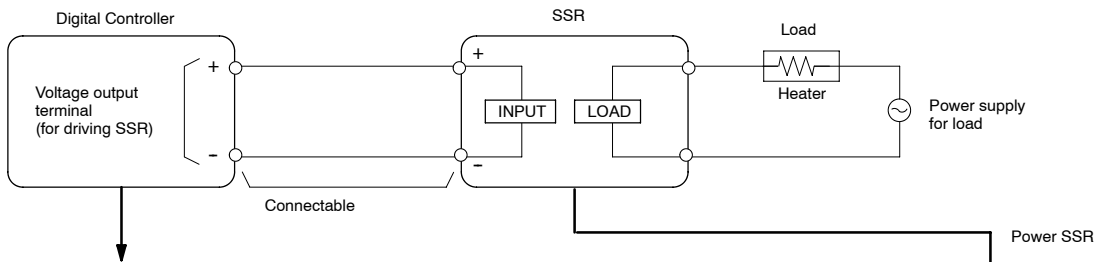 Digital Controller
SSR
Load
+
+
Voltage output
terminal
(for driving SSR)
INPUT
LOAD
Heater
Power supply
for load
-
-
Connectable
Power SSR